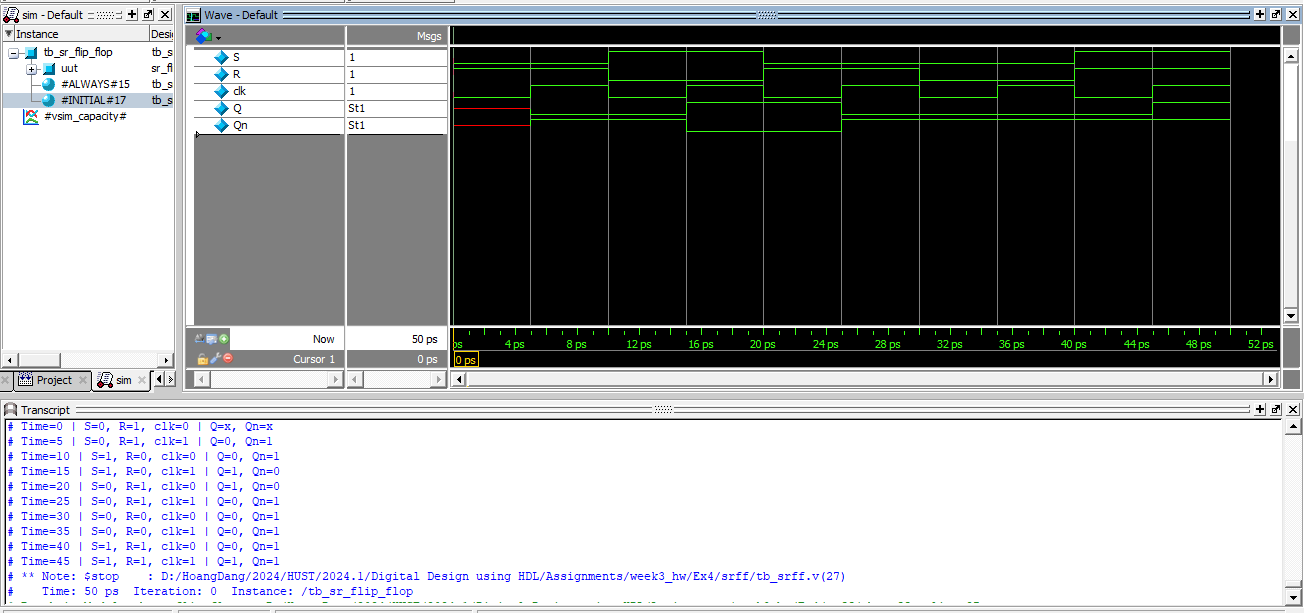 sim - Default
Instance
Desi
tb_sr_flip_flop
tb_s
uut
sr_fl
#ALWAYS#15
tb_s
#INITIAL#17
tb_s
#vsim_capacity#
Project
sim
Wave - Default
Msgs
S
1
R
1
clk
1
Q
St1
Qn
St1
Now
50 ps
Cursor 1
0 ps
ps
4 ps
8 ps
12 ps
16 ps
20 ps
24 ps
28 ps
32 ps
36 ps
40 ps
44 ps
48 ps
52 ps
0 ps
Transcript
# Time=0 | S=0, R=1, clk=0 | Q=x, Qn=x
# Time=5 | S=0, R=1, clk=1 | Q=0, Qn=1
# Time=10 | S=1, R=0, clk=0 | Q=0, Qn=1
# Time=15 | S=1, R=0, clk=1 | Q=1, Qn=0
# Time=20 | S=0, R=1, clk=0 | Q=1, Qn=0
# Time=25 | S=0, R=1, clk=1 | Q=0, Qn=1
# Time=30 | S=0, R=0, clk=0 | Q=0, Qn=1
# Time=35 | S=0, R=0, clk=1 | Q=0, Qn=1
# Time=40 | S=1, R=1, clk=0 | Q=0, Qn=1
# Time=45 | S=1, R=1, clk=1 | Q=1, Qn=1
# ** Note: $stop    : D:/HoangDang/2024/HUST/2024.1/Digital Design using HDL/Assignments/week3_hw/Ex4/srff/tb_srff.v(27)
#    Time: 50 ps  Iteration: 0  Instance: /tb_sr_flip_flop